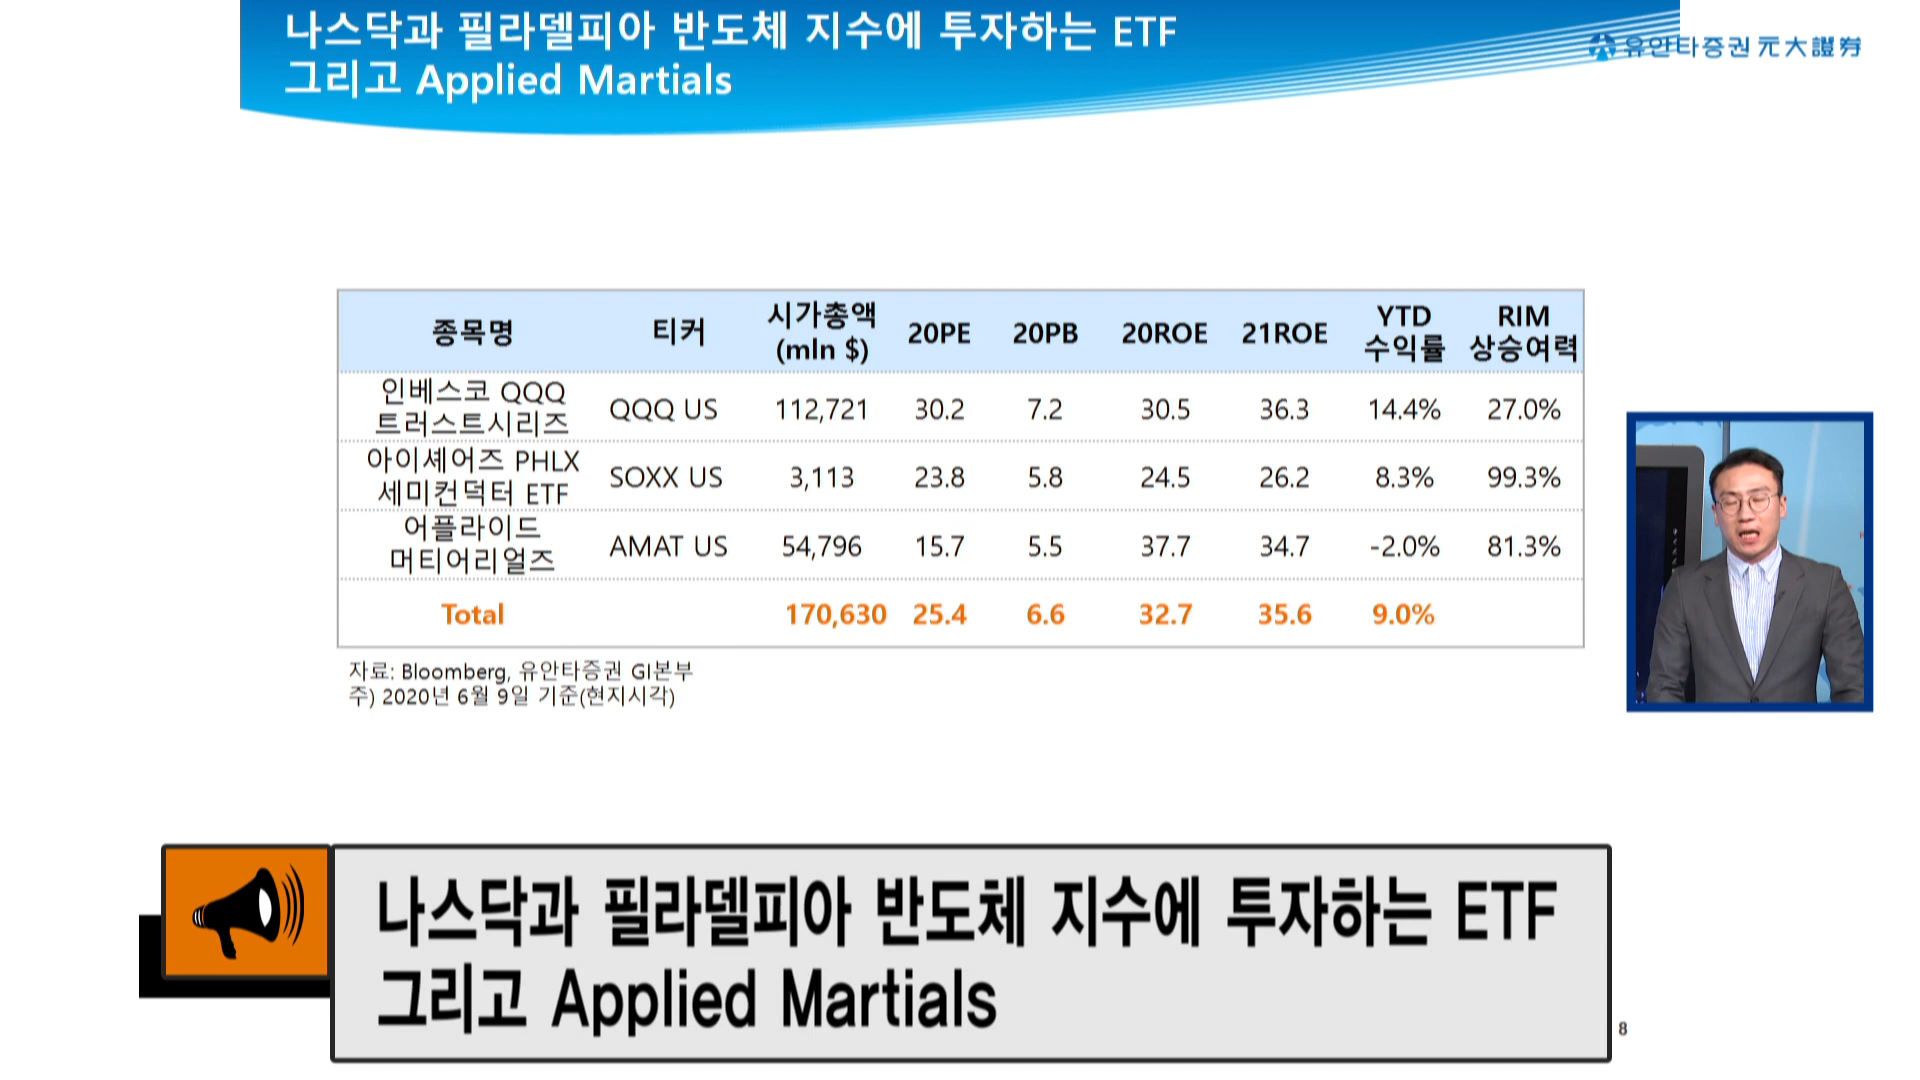 나스닥과 필라델피아 반도체 지수에 투자하는 ETF
그리고 Applied Martials
유안타증권 元大證券
종목명 티커 시가총액 (mln $) 20PE 20PB 20ROE 21ROE YTD 수익률 RIM 상승여력
인베스코 QQQ 트러스트시리즈 QQQ US 112,721 30.2 7.2 30.5 36.3 14.4% 27.0%
아이셰어즈 PHLX 세미컨덕터 ETF SOXX US 3,113 23.8 5.8 24.5 26.2 8.3% 99.3%
어플라이드 머티어리얼즈 AMAT US 54,796 15.7 5.5 37.7 34.7 -2.0% 81.3%
Total 170,630 25.4 6.6 32.7 35.6 9.0%
자료: Bloomberg, 유안타증권 GI본부
주) 2020년 6월 9일 기준(현지시각)
나스닥과 필라델피아 반도체 지수에 투자하는 ETF
그리고 Applied Martials
8